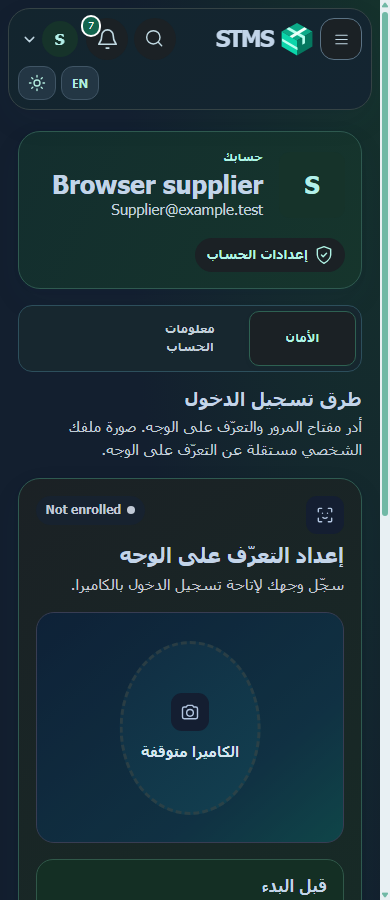 STMS
7
S
EN
حسابك
S
Browser supplier
Supplier@example.test
إعدادات الحساب
الأمان
معلومات
الحساب
طرق تسجيل الدخول
أدر مفتاح المرور والتعرّف على الوجه. صورة ملفك
الشخصي مستقلة عن التعرّف على الوجه.
Not enrolled
إعداد التعرّف على الوجه
سجّل وجهك لإتاحة تسجيل الدخول بالكاميرا.
الكاميرا متوقفة
قبل البدء